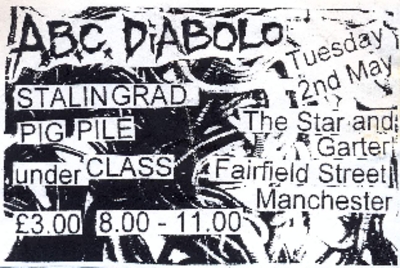 A.B.C. DiABOLO
Tuesday
2nd May
STALINGRAD
PIG PILE
under CLASS
The Star and
Garter
Fairfield Street
Manchester
£3.00 8.00 - 11.00